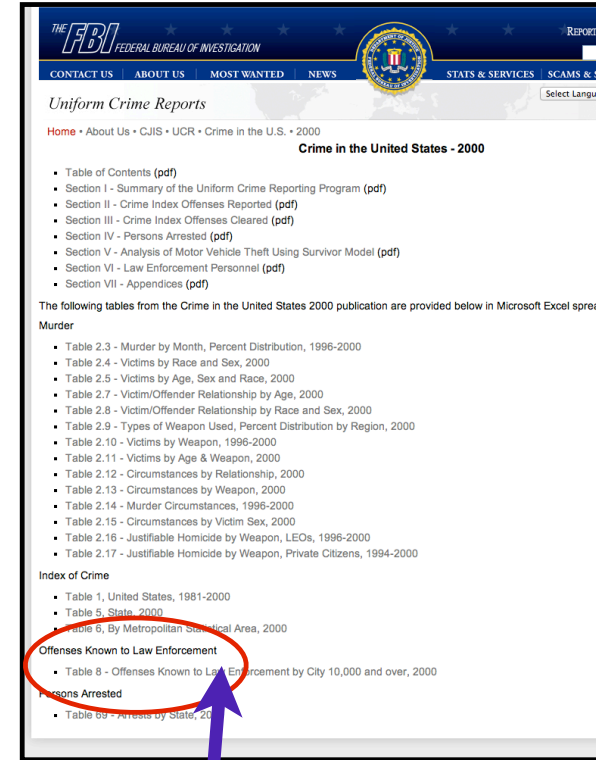 THE FBI FEDERAL BUREAU OF INVESTIGATION
REPORT
CONTACT US | ABOUT US | MOST WANTED | NEWS | STATS & SERVICES | SCAMS & S
Select Langu
Uniform Crime Reports
Home • About Us • CJIS • UCR • Crime in the U.S. • 2000
Crime in the United States - 2000
Table of Contents (pdf)
Section I - Summary of the Uniform Crime Reporting Program (pdf)
Section II - Crime Index Offenses Reported (pdf)
Section III - Crime Index Offenses Cleared (pdf)
Section IV - Persons Arrested (pdf)
Section V - Analysis of Motor Vehicle Theft Using Survivor Model (pdf)
Section VI - Law Enforcement Personnel (pdf)
Section VII - Appendices (pdf)
The following tables from the Crime in the United States 2000 publication are provided below in Microsoft Excel sprea
Murder
Table 2.3 - Murder by Month, Percent Distribution, 1996-2000
Table 2.4 - Victims by Race and Sex, 2000
Table 2.5 - Victims by Age, Sex and Race, 2000
Table 2.7 - Victim/Offender Relationship by Age, 2000
Table 2.8 - Victim/Offender Relationship by Race and Sex, 2000
Table 2.9 - Types of Weapon Used, Percent Distribution by Region, 2000
Table 2.10 - Victims by Weapon, 1996-2000
Table 2.11 - Victims by Age & Weapon, 2000
Table 2.12 - Circumstances by Relationship, 2000
Table 2.13 - Circumstances by Weapon, 2000
Table 2.14 - Murder Circumstances, 1996-2000
Table 2.15 - Circumstances by Victim Sex, 2000
Table 2.16 - Justifiable Homicide by Weapon, LEOs, 1996-2000
Table 2.17 - Justifiable Homicide by Weapon, Private Citizens, 1994-2000
Index of Crime
Table 1, United States, 1981-2000
Table 5, State, 2000
Table 6, By Metropolitan Statistical Area, 2000
Offenses Known to Law Enforcement
Table 8 - Offenses Known to Law Enforcement by City 10,000 and over, 2000
Persons Arrested
Table 69 - Arrests by State, 20